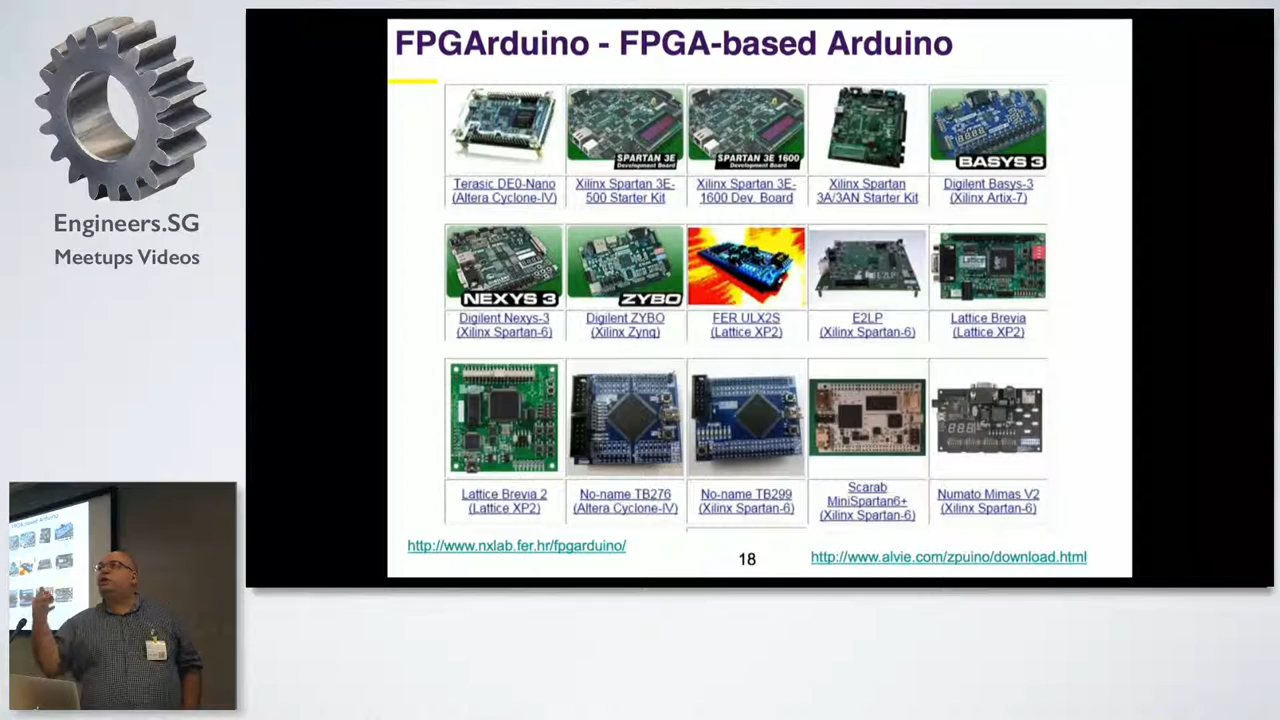 FPGArduino - FPGA-based Arduino
Engineers.SG
Meetups Videos
SPARTAN 3E
Development Board
SPARTAN 3E 1600
Development Board
BASYS 3
Terasic DE0-Nano
(Altera Cyclone-IV)
Xilinx Spartan 3E-
500 Starter Kit
Xilinx Spartan 3E-
1600 Dev. Board
Xilinx Spartan
3A/3AN Starter Kit
Digilent Basys-3
(Xilinx Artix-7)
NEXYS 3
ZYBO
Lattice
Digilent Nexys-3
(Xilinx Spartan-6)
Digilent ZYBO
(Xilinx Zynq)
FER ULX2S
(Lattice XP2)
E2LP
(Xilinx Spartan-6)
Lattice Brevia
(Lattice XP2)
Lattice Brevia 2
(Lattice XP2)
No-name TB276
(Altera Cyclone-IV)
No-name TB299
(Xilinx Spartan-6)
Scarab
MiniSpartan6+
(Xilinx Spartan-6)
Numato Mimas V2
(Xilinx Spartan-6)
http://www.nxlab.fer.hr/fpgarduino/
18
http://www.alvie.com/zpuino/download.html